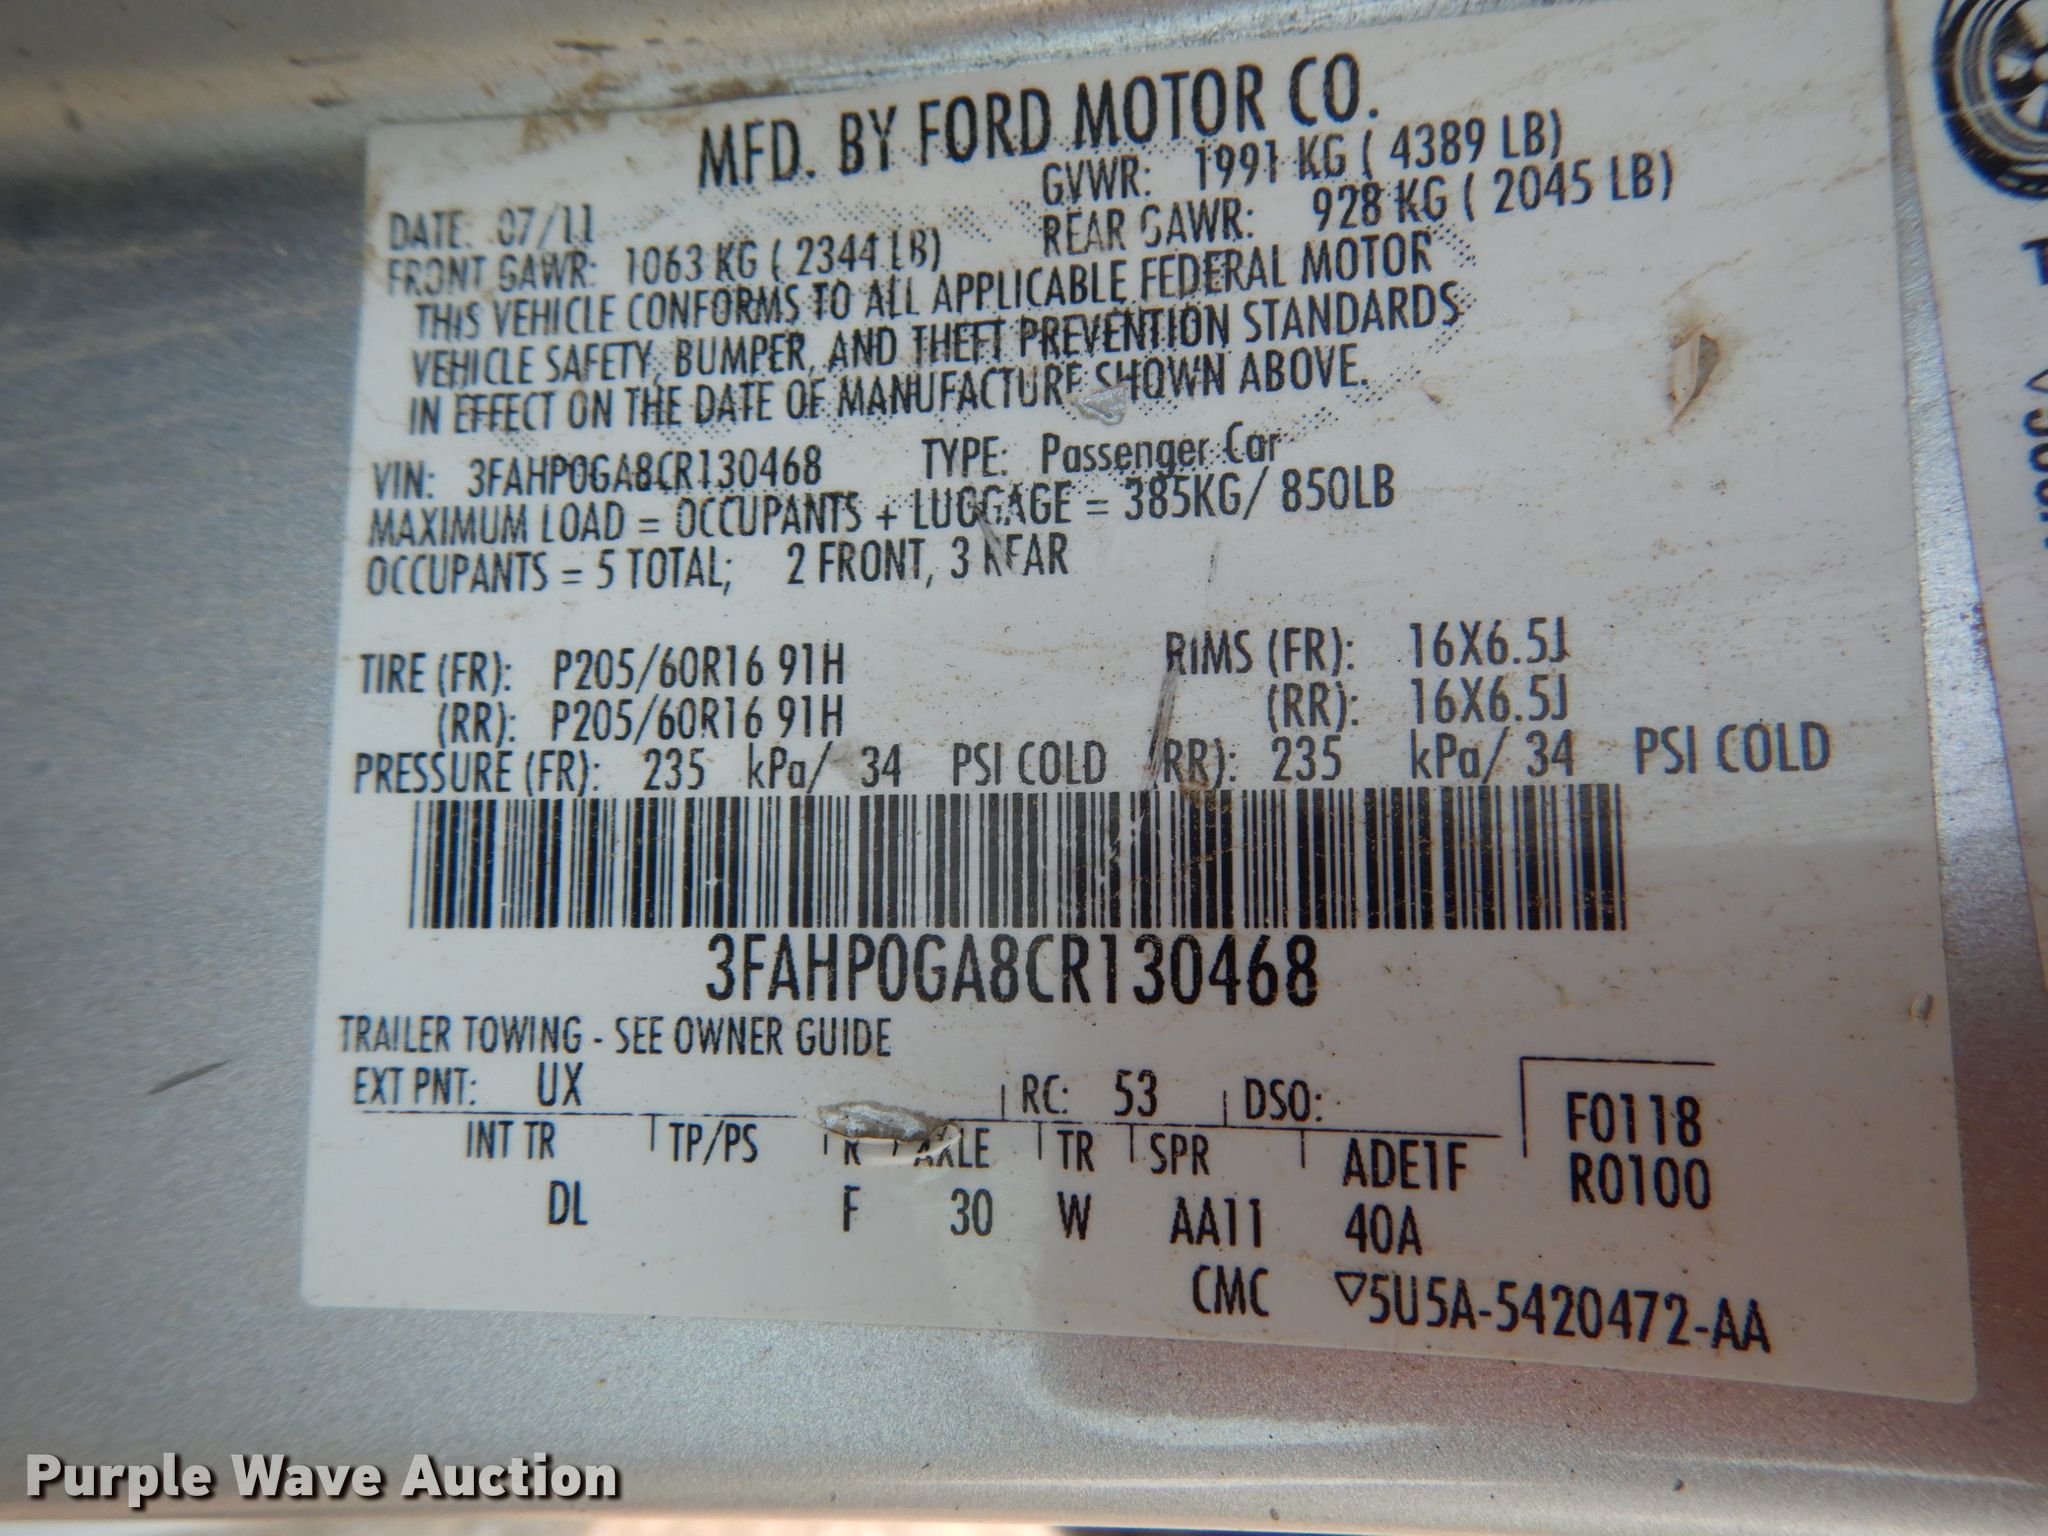 MFD. BY FORD MOTOR CO.
DATE: 07/11 GVWR: 1991 KG ( 4389 LB)
FRONT GAWR: 1063 KG ( 2344 LB) REAR GAWR: 928 KG ( 2045 LB)
THIS VEHICLE CONFORMS TO ALL APPLICABLE FEDERAL MOTOR
VEHICLE SAFETY, BUMPER, AND THEFT PREVENTION STANDARDS
IN EFFECT ON THE DATE OF MANUFACTURE SHOWN ABOVE.
VIN: 3FAHP0GA8CR130468 TYPE: Passenger Car
MAXIMUM LOAD = OCCUPANTS + LUGGAGE = 385KG/ 850LB
OCCUPANTS = 5 TOTAL; 2 FRONT, 3 REAR
TIRE (FR): P205/60R16 91H RIMS (FR): 16X6.5J
(RR): P205/60R16 91H (RR): 16X6.5J
PRESSURE (FR): 235 kPa/ 34 PSI COLD (RR): 235 kPa/ 34 PSI COLD
3FAHP0GA8CR130468
TRAILER TOWING - SEE OWNER GUIDE
EXT PNT: UX RC: 53 DSO: F0118
INT TR TP/PS R AXLE TR SPR ADE1F R0100
DL F 30 W AA11 40A
CMC ▽5U5A-5420472-AA
Purple Wave Auction